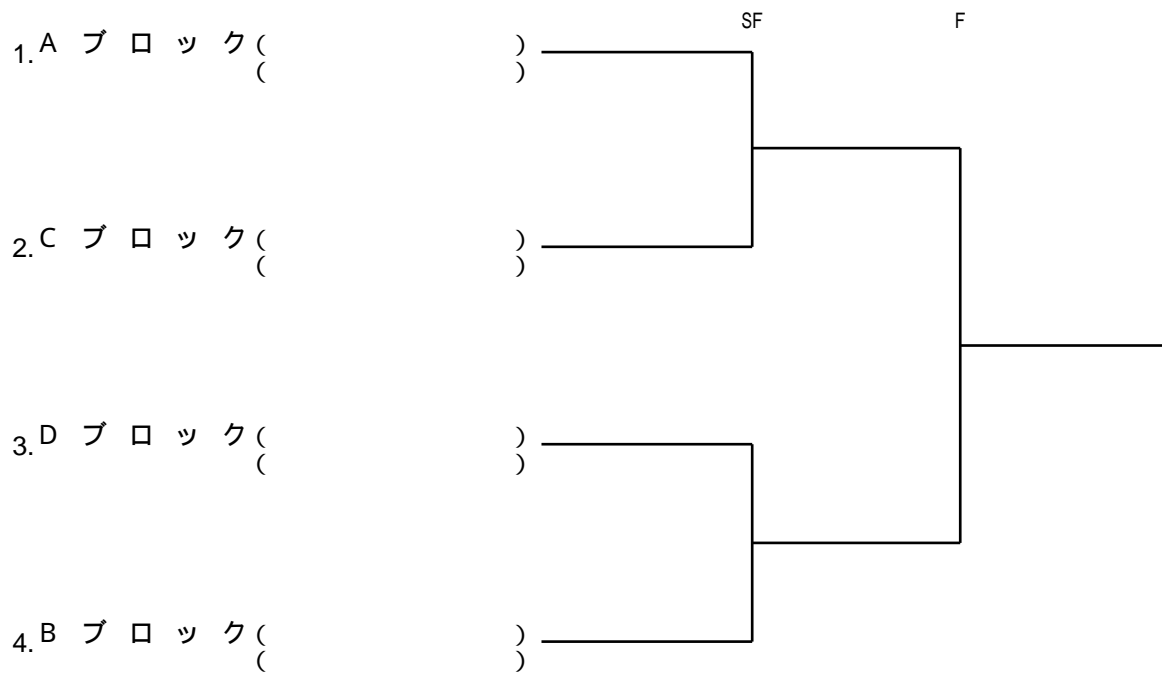 SF F
1. A ブロック( )
( )
2. C ブロック( )
( )
3. D ブロック( )
( )
4. B ブロック( )
( )